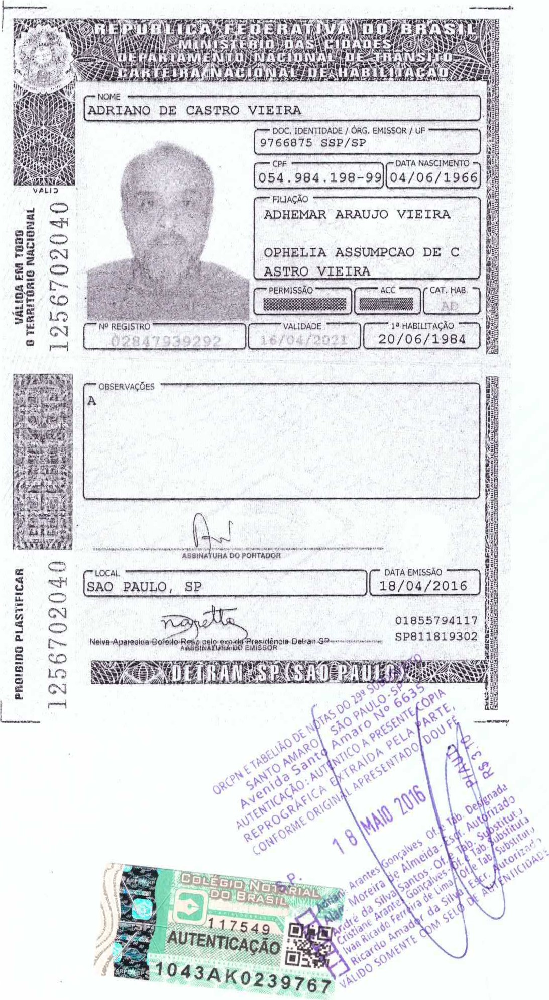 REPÚBLICA FEDERATIVA DO BRASIL
MINISTÉRIO DAS CIDADES
DEPARTAMENTO NACIONAL DE TRÂNSITO
CARTEIRA NACIONAL DE HABILITAÇÃO
NOME
ADRIANO DE CASTRO VIEIRA
DOC. IDENTIDADE / ÓRG. EMISSOR / UF
9766875 SSP/SP
CPF
054.984.198-99
DATA NASCIMENTO
04/06/1966
FILIAÇÃO
ADHEMAR ARAUJO VIEIRA
OPHELIA ASSUMPCAO DE C
ASTRO VIEIRA
PERMISSÃO
ACC
CAT. HAB.
AD
Nº REGISTRO
02847939292
VALIDADE
16/04/2021
1ª HABILITAÇÃO
20/06/1984
VÁLIDA EM TODO
O TERRITÓRIO NACIONAL
1256702040
OBSERVAÇÕES
A
ASSINATURA DO PORTADOR
LOCAL
SAO PAULO, SP
DATA EMISSÃO
18/04/2016
01855794117
SP811819302
Neiva Aparecida Doretto Resp pelo exp da Presidência Detran SP
ASSINATURA DO EMISSOR
DETRAN-SP (SAO PAULO)
PROIBIDO PLASTIFICAR
1256702040
ORCPN E TABELIÃO DE NOTAS DO 29º SUBDISTRITO
SANTO AMARO SÃO PAULO - SP
Avenida Santo Amaro Nº 6635
AUTENTICAÇÃO: AUTENTICO A PRESENTE CÓPIA
REPROGRÁFICA EXTRAÍDA PELA PARTE,
CONFORME ORIGINAL APRESENTADO, DOU FÉ
18 MAIO 2016
R$ 3,10
S.P.
Arantes Gonçalves Of. e Tab. Designada
Moreira de Almeida - Escr. Autorizado
André da Silva Santos - Of. e Tab. Substituto
Cristiane Arantes Gonçalves - Of. e Tab. Substituta
Ivan Ricardo Ferreira de Lima Of. e Tab. Substituto
Ricardo Amador da Silva - Escr. Autorizado
VÁLIDO SOMENTE COM SELO DE AUTENTICIDADE
COLÉGIO NOTARIAL
DO BRASIL
117549
AUTENTICAÇÃO
1043AK0239767